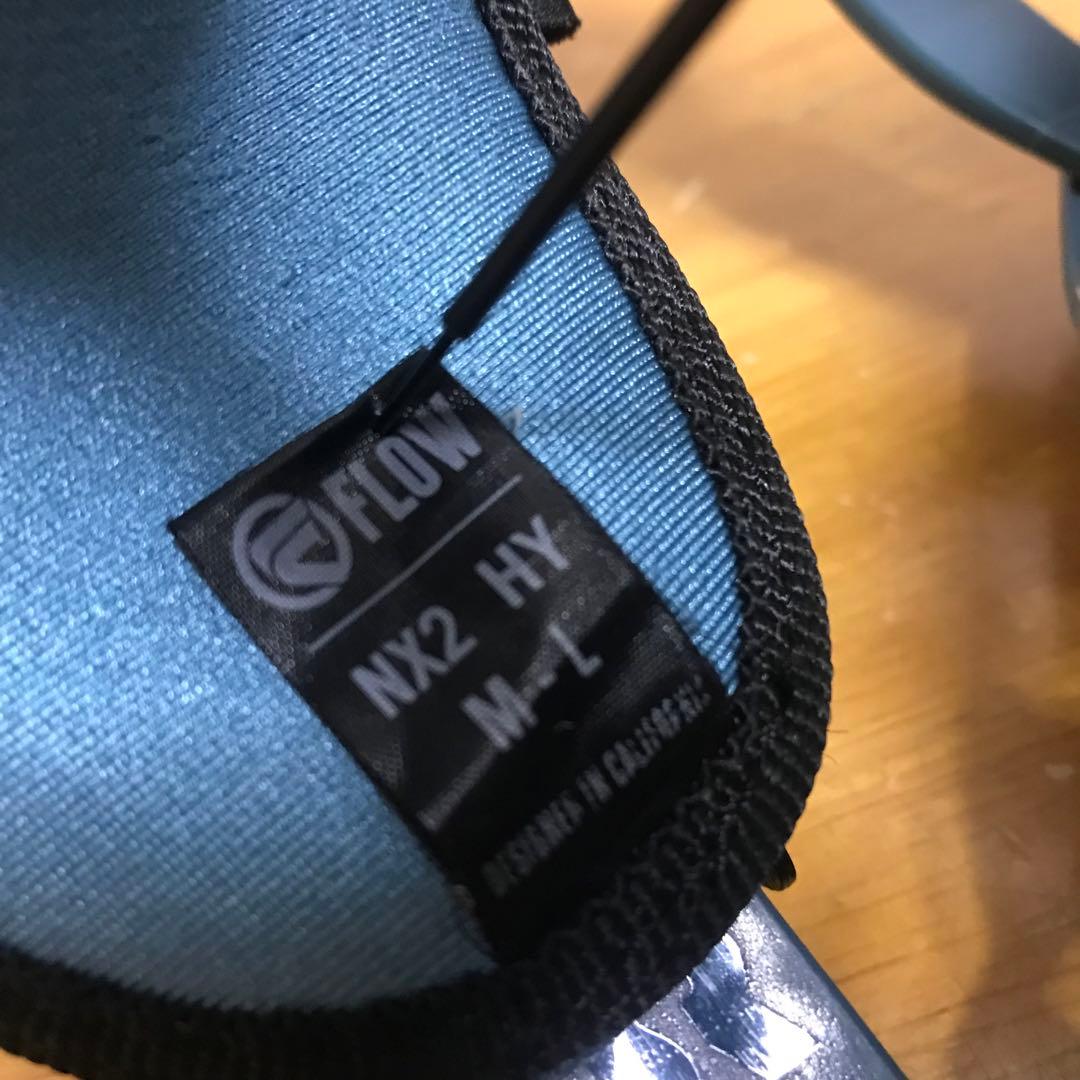 FLOW
NX2 HY
M-L
DESIGNED IN CALIFORNIA